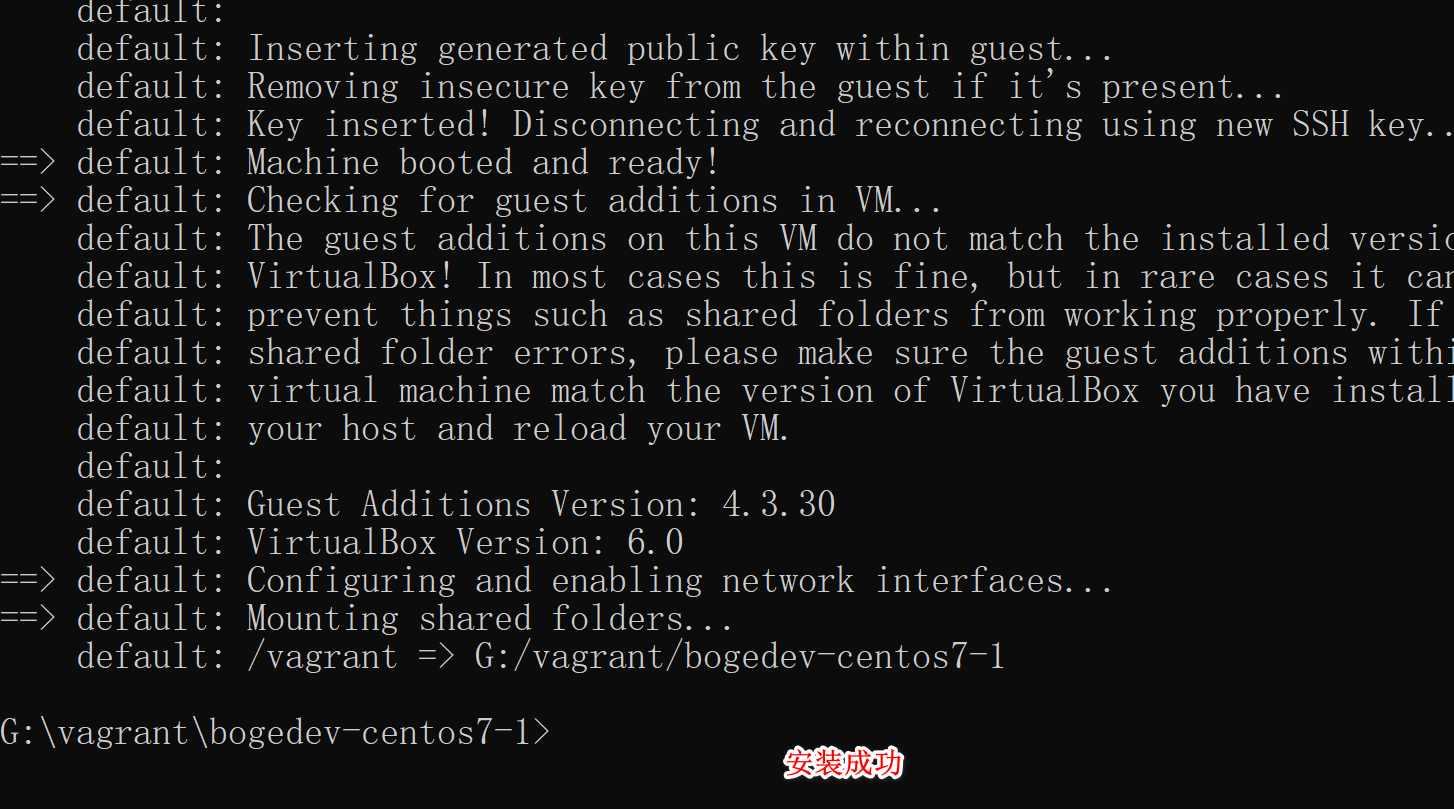 default:
default: Inserting generated public key within guest...
default: Removing insecure key from the guest if it's present...
default: Key inserted! Disconnecting and reconnecting using new SSH key..
==> default: Machine booted and ready!
==> default: Checking for guest additions in VM...
default: The guest additions on this VM do not match the installed versio
default: VirtualBox! In most cases this is fine, but in rare cases it can
default: prevent things such as shared folders from working properly. If
default: shared folder errors, please make sure the guest additions withi
default: virtual machine match the version of VirtualBox you have install
default: your host and reload your VM.
default:
default: Guest Additions Version: 4.3.30
default: VirtualBox Version: 6.0
==> default: Configuring and enabling network interfaces...
==> default: Mounting shared folders...
default: /vagrant => G:/vagrant/bogedev-centos7-1
G:\vagrant\bogedev-centos7-1>
安装成功